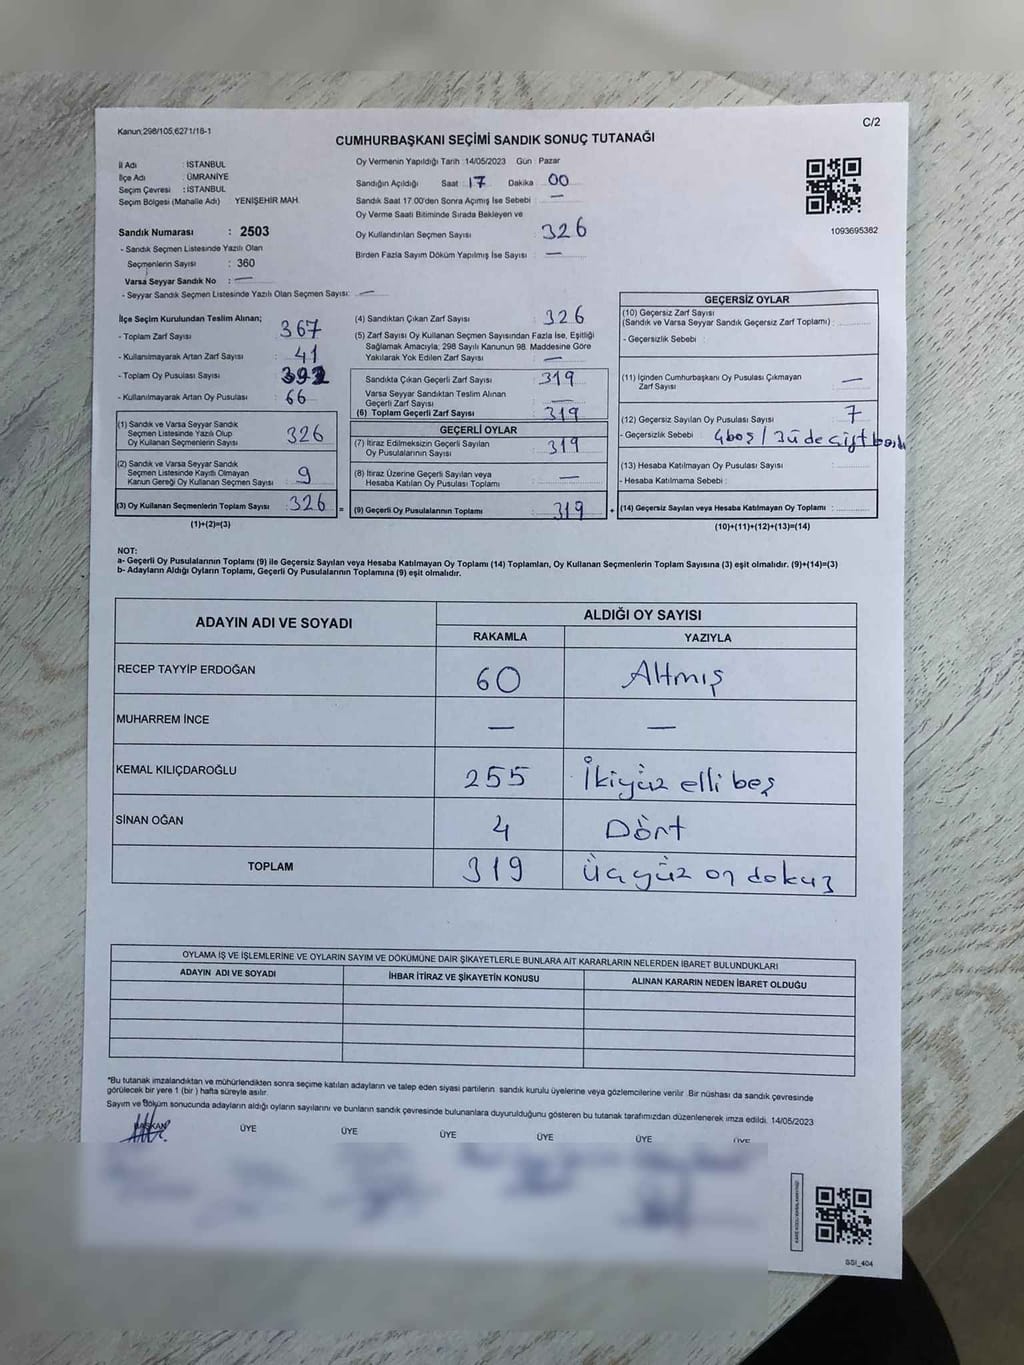 Kanun;298/105,6271/18-1
C/2
CUMHURBAŞKANI SEÇİMİ SANDIK SONUÇ TUTANAĞI
İl Adı : İSTANBUL
İlçe Adı : ÜMRANİYE
Seçim Çevresi : İSTANBUL
Seçim Bölgesi (Mahalle Adı) : YENİŞEHİR MAH.
Sandık Numarası : 2503
- Sandık Seçmen Listesinde Yazılı Olan
Seçmenlerin Sayısı : 360
Varsa Seyyar Sandık No : —
- Seyyar Sandık Seçmen Listesinde Yazılı Olan Seçmen Sayısı: —
Oy Vermenin Yapıldığı Tarih : 14/05/2023 Gün : Pazar
Sandığın Açıldığı Saat : 17 Dakika : 00
Sandık Saat 17.00'den Sonra Açımış İse Sebebi : —
Oy Verme Saati Bitiminde Sırada Bekleyen ve
Oy Kullandırılan Seçmen Sayısı : 326
Birden Fazla Sayım Döküm Yapılmış İse Sayısı : —
1093695382
İlçe Seçim Kurulundan Teslim Alınan;
- Toplam Zarf Sayısı : 367
- Kullanılmayarak Artan Zarf Sayısı : 41
- Toplam Oy Pusulası Sayısı : 392
- Kullanılmayarak Artan Oy Pusulası : 66
(1) Sandık ve Varsa Seyyar Sandık
Seçmen Listesinde Yazılı Olup
Oy Kullanan Seçmenlerin Sayısı : 326
(2) Sandık ve Varsa Seyyar Sandık
Seçmen Listesinde Kayıtlı Olmayan
Kanun Gereği Oy Kullanan Seçmen Sayısı : 9
(3) Oy Kullanan Seçmenlerin Toplam Sayısı : 326 =
(1)+(2)=(3)
(4) Sandıktan Çıkan Zarf Sayısı : 326
(5) Zarf Sayısı Oy Kullanan Seçmen Sayısından Fazla İse, Eşitliği
Sağlamak Amacıyla, 298 Sayılı Kanunun 98. Maddesine Göre
Yakılarak Yok Edilen Zarf Sayısı : —
Sandıkta Çıkan Geçerli Zarf Sayısı : 319
Varsa Seyyar Sandıktan Teslim Alınan
Geçerli Zarf Sayısı : —
(6) Toplam Geçerli Zarf Sayısı : 319
GEÇERLİ OYLAR
(7) İtiraz Edilmeksizin Geçerli Sayılan
Oy Pusulalarının Sayısı : 319
(8) İtiraz Üzerine Geçerli Sayılan veya
Hesaba Katılan Oy Pusulası Toplamı : —
(9) Geçerli Oy Pusulalarının Toplamı : 319 +
GEÇERSİZ OYLAR
(10) Geçersiz Zarf Sayısı
(Sandık ve Varsa Seyyar Sandık Geçersiz Zarf Toplamı) :
- Geçersizlik Sebebi :
(11) İçinden Cumhurbaşkanı Oy Pusulası Çıkmayan
Zarf Sayısı : —
(12) Geçersiz Sayılan Oy Pusulası Sayısı : 7
- Geçersizlik Sebebi : 4boş / 3ü de çift
(13) Hesaba Katılmayan Oy Pusulası Sayısı :
- Hesaba Katılmama Sebebi :
(14) Geçersiz Sayılan veya Hesaba Katılmayan Oy Toplamı :
(10)+(11)+(12)+(13)=(14)
NOT:
a- Geçerli Oy Pusulalarının Toplamı (9) ile Geçersiz Sayılan veya Hesaba Katılmayan Oy Toplamı (14) Toplamları, Oy Kullanan Seçmenlerin Toplam Sayısına (3) eşit olmalıdır. (9)+(14)=(3)
b- Adayların Aldığı Oyların Toplamı, Geçerli Oy Pusulalarının Toplamına (9) eşit olmalıdır.
ADAYIN ADI VE SOYADI
ALDIĞI OY SAYISI
RAKAMLA YAZIYLA
RECEP TAYYİP ERDOĞAN 60 Altmış
MUHARREM İNCE — —
KEMAL KILIÇDAROĞLU 255 İkiyüz elli beş
SİNAN OĞAN 4 Dört
TOPLAM 319 Üçyüz on dokuz
OYLAMA İŞ VE İŞLEMLERİNE VE OYLARIN SAYIM VE DÖKÜMÜNE DAİR ŞİKAYETLERLE BUNLARA AİT KARARLARIN NELERDEN İBARET BULUNDUKLARI
ADAYIN ADI VE SOYADI İHBAR İTİRAZ VE ŞİKAYETİN KONUSU ALINAN KARARIN NEDEN İBARET OLDUĞU
*Bu tutanak imzalandıktan ve mühürlendikten sonra seçime katılan adayların ve talep eden siyasi partilerin sandık kurulu üyelerine veya gözlemcilerine verilir. Bir nüshası da sandık çevresinde
görülecek bir yere 1 (bir) hafta süreyle asılır.
Sayım ve Döküm sonucunda adayların aldığı oyların sayılarını ve bunların sandık çevresinde bulunanlara duyurulduğunu gösteren bu tutanak tarafımızdan düzenlenerek imza edildi. 14/05/2023
BAŞKAN ÜYE ÜYE ÜYE ÜYE ÜYE ÜYE
SSI_404